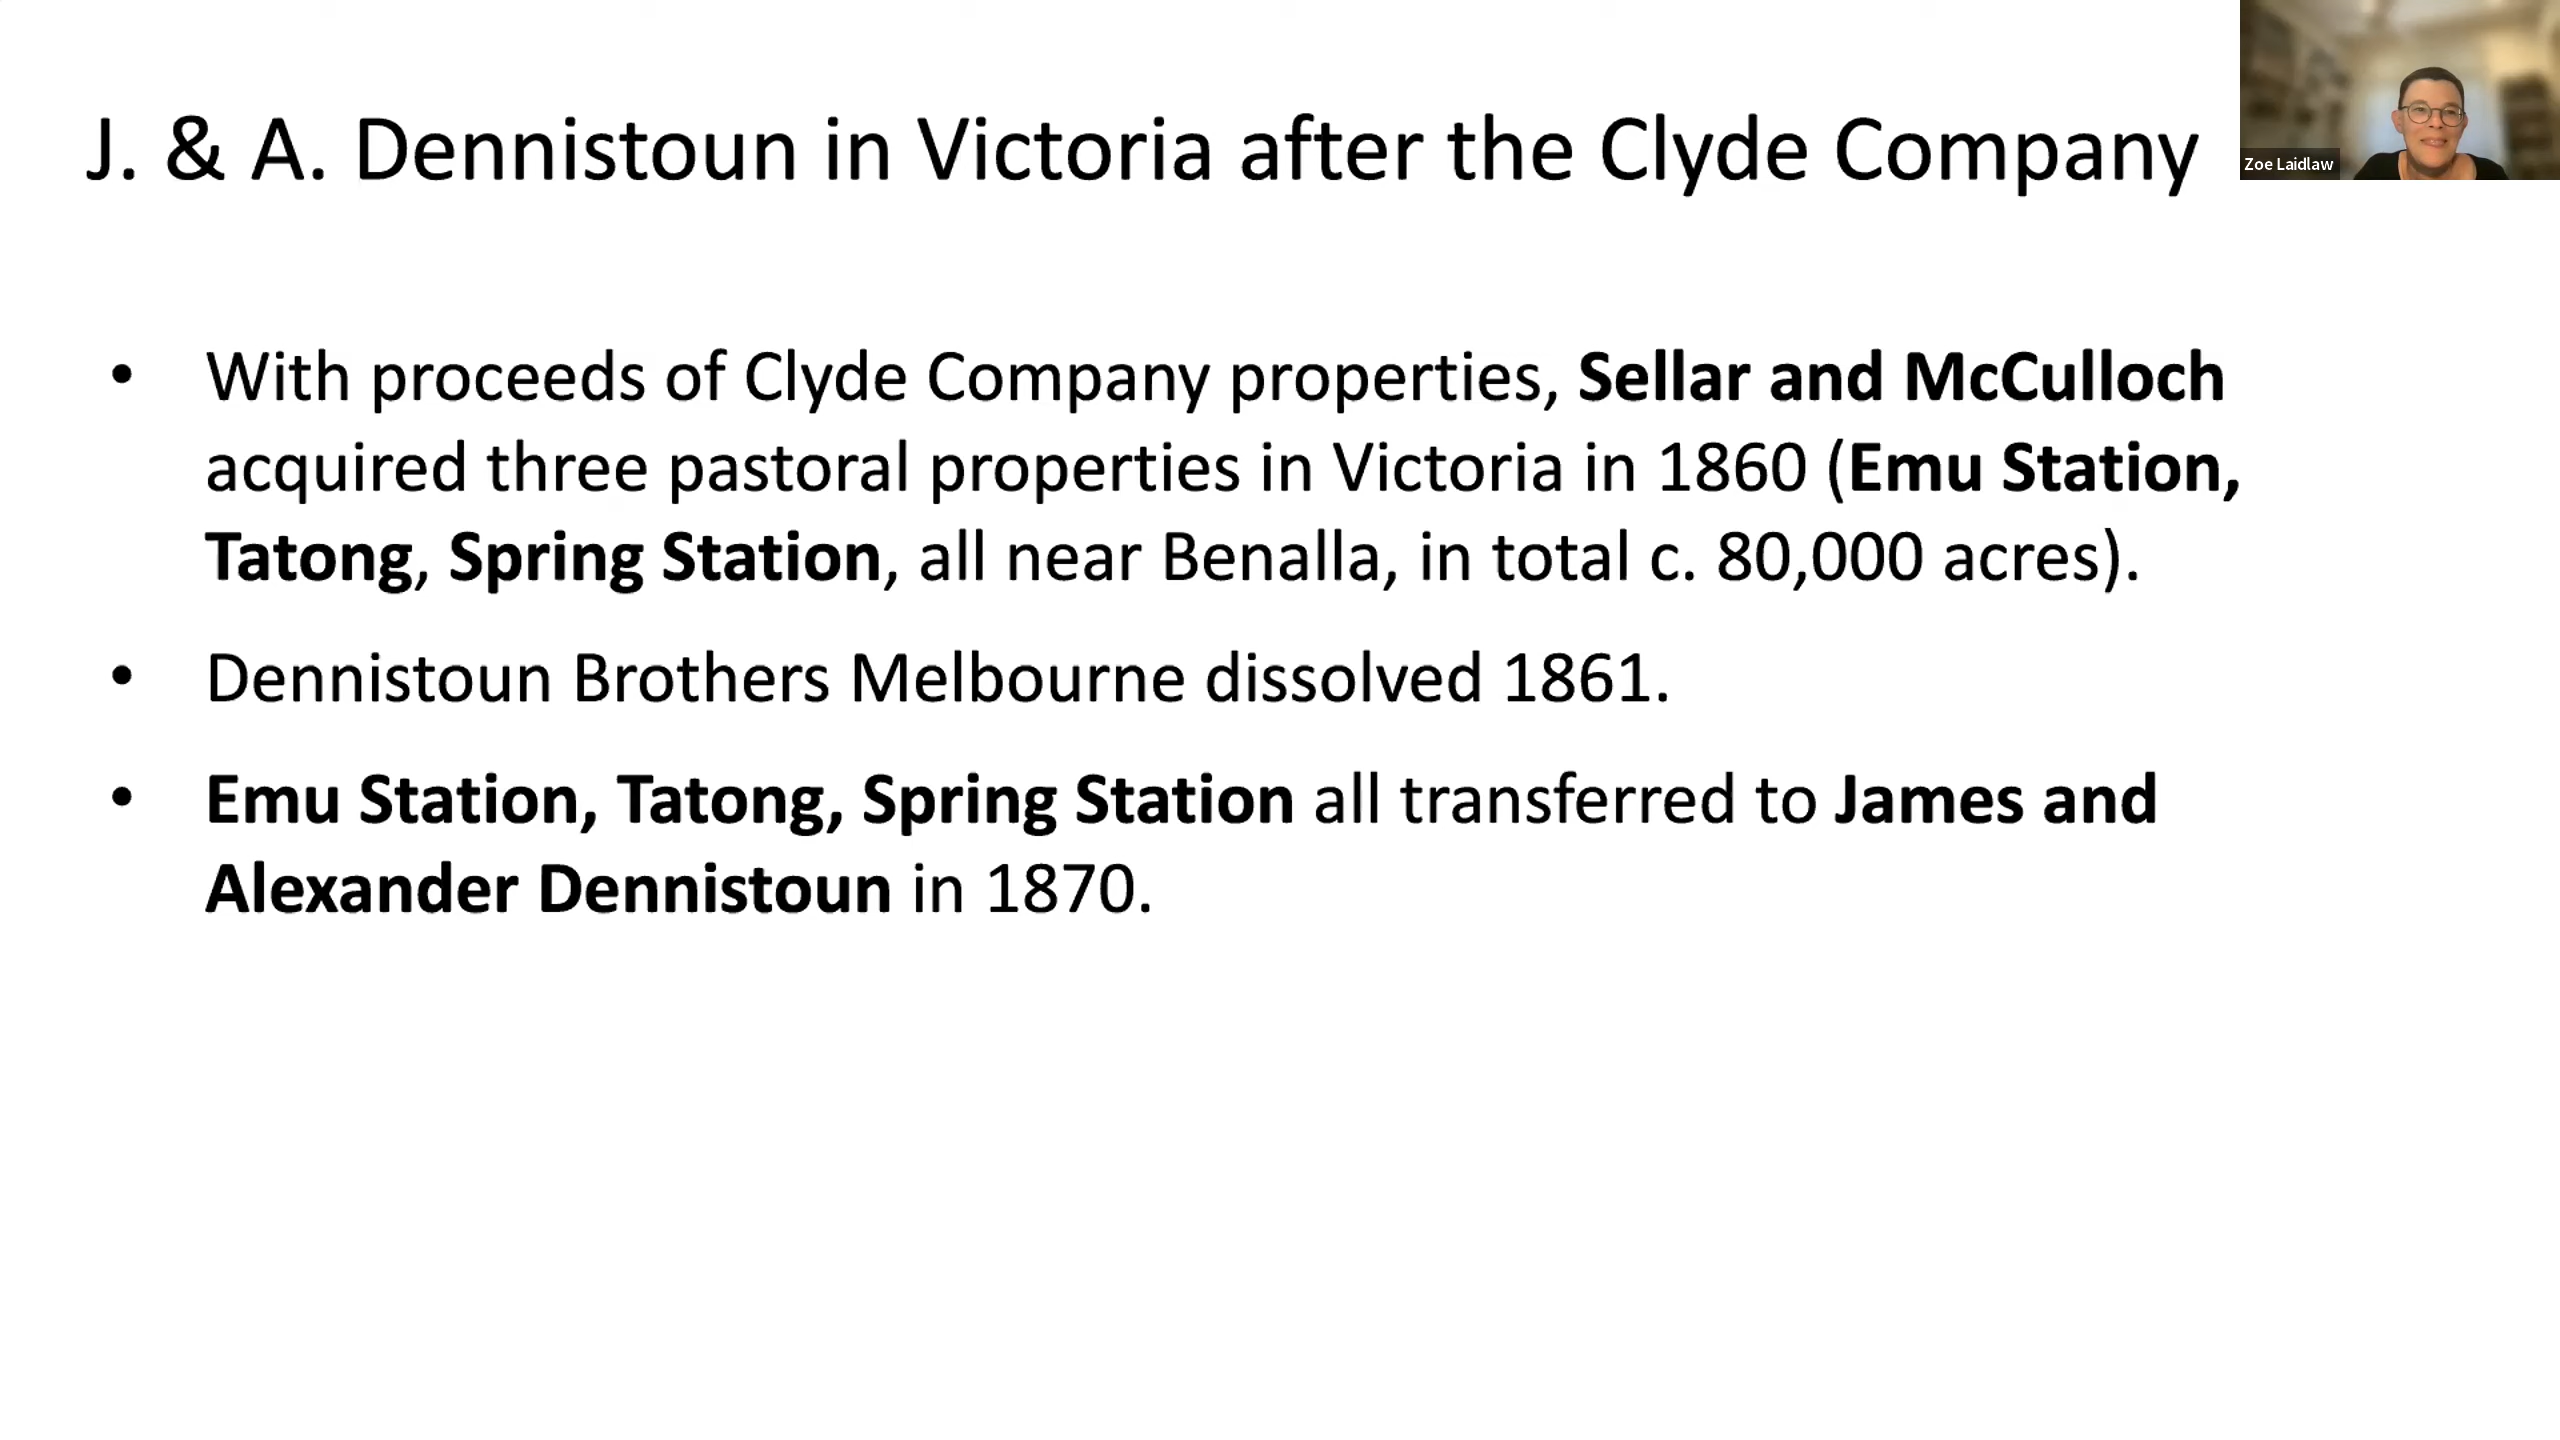 J. & A. Dennistoun in Victoria after the Clyde Company
Zoe Laidlaw
• With proceeds of Clyde Company properties, Sellar and McCulloch
acquired three pastoral properties in Victoria in 1860 (Emu Station,
Tatong, Spring Station, all near Benalla, in total c. 80,000 acres).
• Dennistoun Brothers Melbourne dissolved 1861.
• Emu Station, Tatong, Spring Station all transferred to James and
Alexander Dennistoun in 1870.